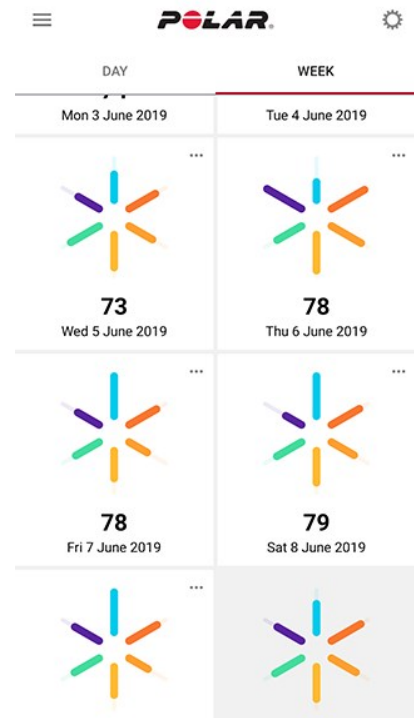 POLAR.
DAY
WEEK
Mon 3 June 2019
Tue 4 June 2019
73
Wed 5 June 2019
78
Thu 6 June 2019
78
Fri 7 June 2019
79
Sat 8 June 2019